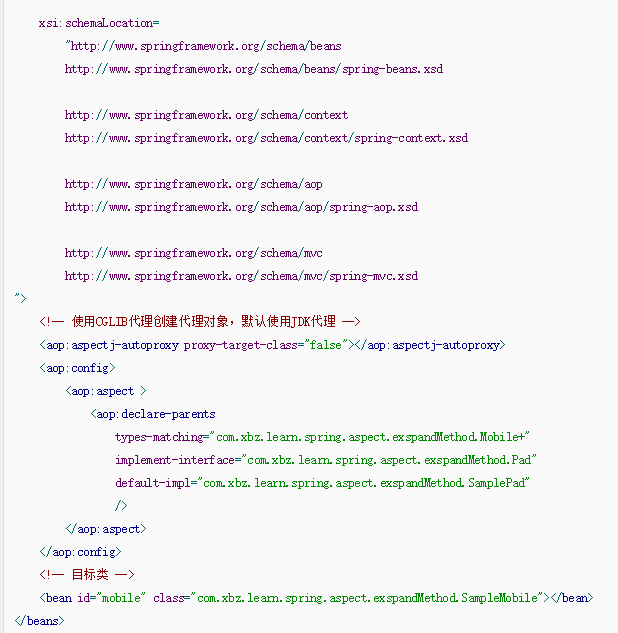 xsi:schemaLocation=
"http://www.springframework.org/schema/beans
http://www.springframework.org/schema/beans/spring-beans.xsd
http://www.springframework.org/schema/context
http://www.springframework.org/schema/context/spring-context.xsd
http://www.springframework.org/schema/aop
http://www.springframework.org/schema/aop/spring-aop.xsd
http://www.springframework.org/schema/mvc
http://www.springframework.org/schema/mvc/spring-mvc.xsd
">
<!— 使用CGLIB代理创建代理对象，默认使用JDK代理 —>
<aop:aspectj-autoproxy proxy-target-class="false"></aop:aspectj-autoproxy>
<aop:config>
<aop:aspect >
<aop:declare-parents
types-matching="com.xbz.learn.spring.aspect.exspandMethod.Mobile+"
implement-interface="com.xbz.learn.spring.aspect.exspandMethod.Pad"
default-impl="com.xbz.learn.spring.aspect.exspandMethod.SamplePad"
/>
</aop:aspect>
</aop:config>
<!— 目标类 —>
<bean id="mobile" class="com.xbz.learn.spring.aspect.exspandMethod.SampleMobile"></bean>
</beans>